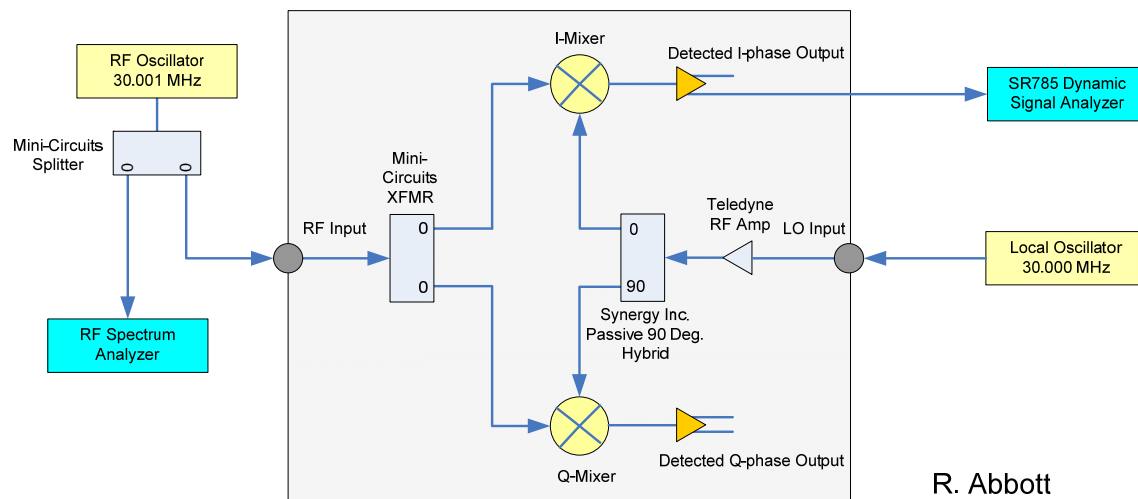 RF Oscillator
30.001 MHz
Mini-Circuits
Splitter
0
0
RF Spectrum
Analyzer
RF Input
Mini-
Circuits
XFMR
0
0
I-Mixer
Detected I-phase Output
SR785 Dynamic
Signal Analyzer
Teledyne
RF Amp
LO Input
0
90
Synergy Inc.
Passive 90 Deg.
Hybrid
Local Oscillator
30.000 MHz
Q-Mixer
Detected Q-phase Output
R. Abbott